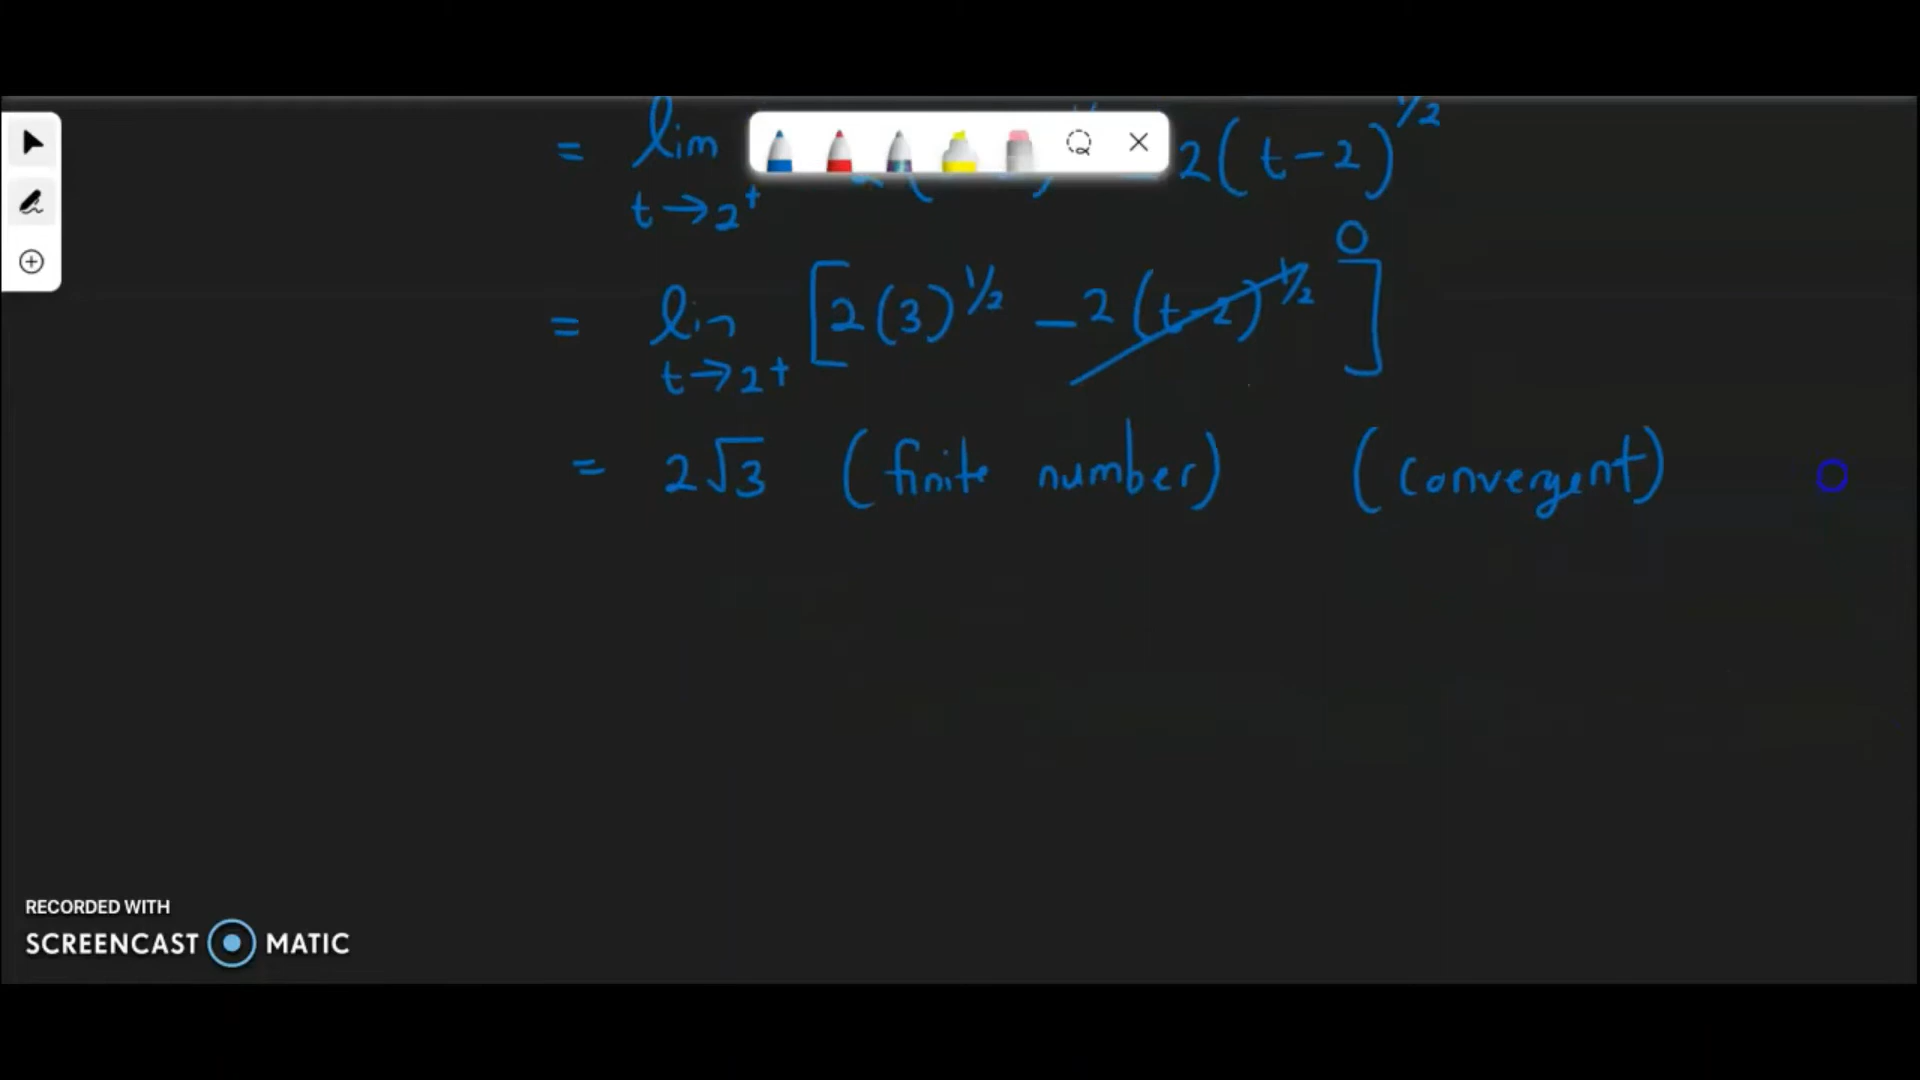 = lim 2(t-2)^1/2
t→2⁺
= lin [2(3)^1/2 - 2(t-2)^1/2] 0
t→2+
= 2√3 (finite number) (convergent)
RECORDED WITH
SCREENCAST MATIC